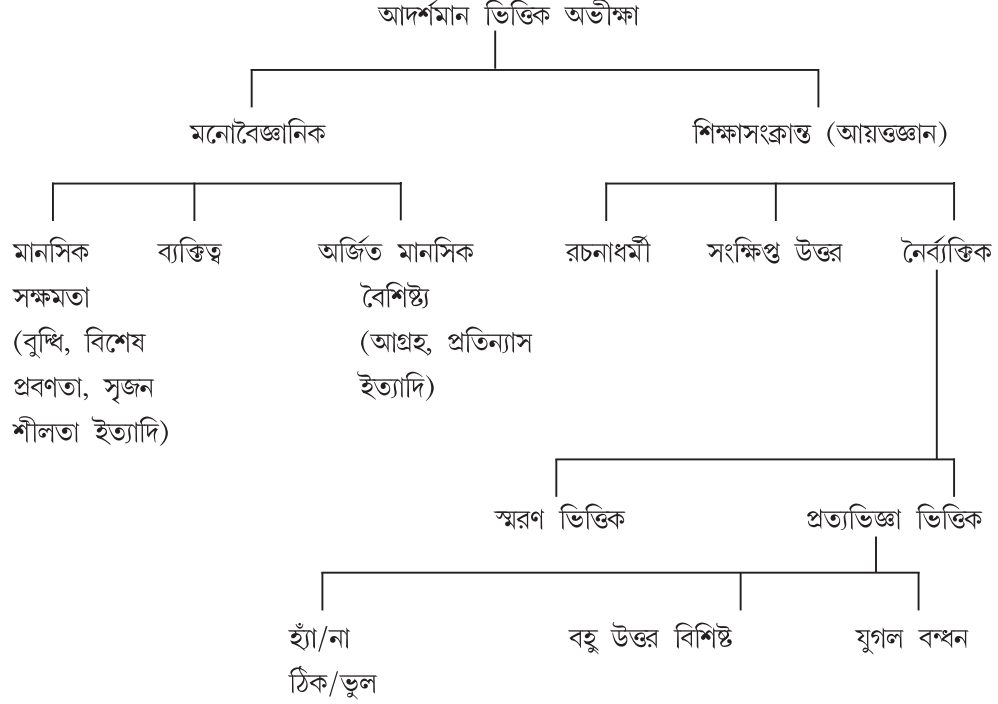 আদর্শমান ভিত্তিক অভীক্ষা
মনোবৈজ্ঞানিক
শিক্ষাসংক্রান্ত (আয়ত্তজ্ঞান)
মানসিক
সক্ষমতা
(বুদ্ধি, বিশেষ
প্রবণতা, সৃজন
শীলতা ইত্যাদি)
ব্যক্তিত্ব
অর্জিত মানসিক
বৈশিষ্ট্য
(আগ্রহ, প্রতিন্যাস
ইত্যাদি)
রচনাধর্মী
সংক্ষিপ্ত উত্তর
নৈর্ব্যক্তিক
স্মরণ ভিত্তিক
প্রত্যভিজ্ঞা ভিত্তিক
হ্যাঁ/না
ঠিক/ভুল
বহু উত্তর বিশিষ্ট
যুগল বন্ধন